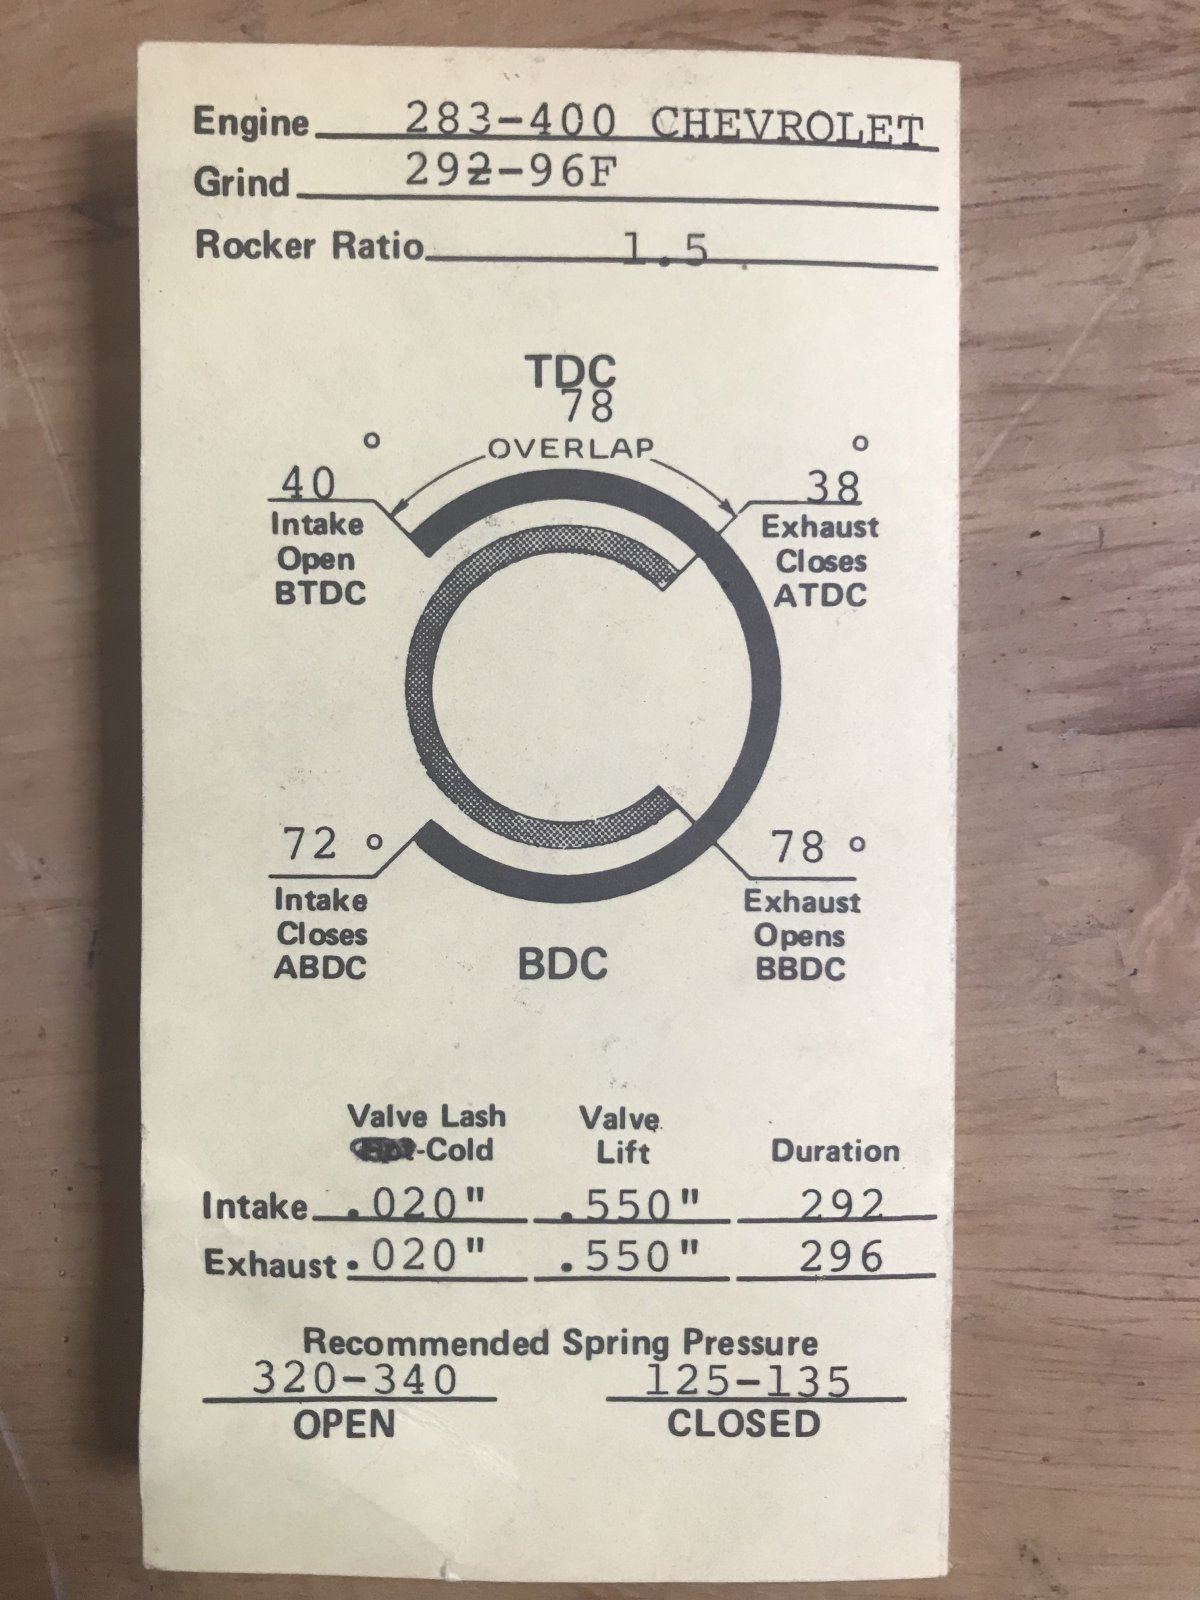 Engine 283-400 CHEVROLET
Grind 292-96F
Rocker Ratio 1.5
TDC
78
OVERLAP
40 °
Intake
Open
BTDC
38 °
Exhaust
Closes
ATDC
72 °
Intake
Closes
ABDC
BDC
78 °
Exhaust
Opens
BBDC
Valve Lash
-Cold
Valve
Lift
Duration
Intake .020" .550" 292
Exhaust .020" .550" 296
Recommended Spring Pressure
320-340 125-135
OPEN CLOSED